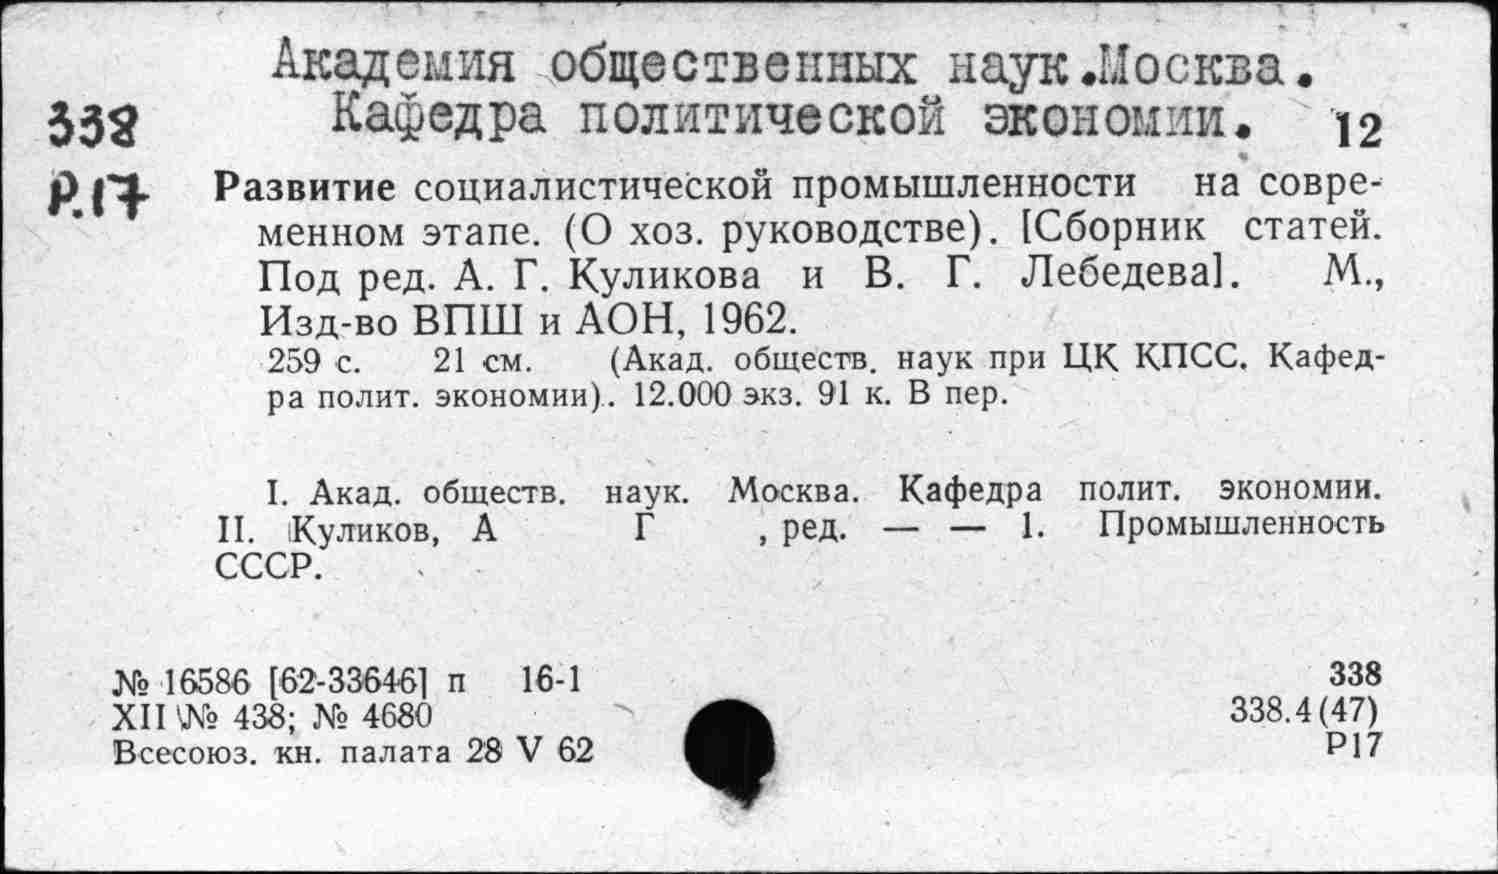 Академия общественных наук.Москва.
338 Кафедра политической экономии. 12
Р.17 Развитие социалистической промышленности на совре-
менном этапе. (О хоз. руководстве). [Сборник статей.
Под ред. А. Г. Куликова и В. Г. Лебедева]. М.,
Изд-во ВПШ и АОН, 1962.
259 с. 21 см. (Акад. обществ. наук при ЦК КПСС. Кафед-
ра полит. экономии). 12.000 экз. 91 к. В пер.
I. Акад. обществ. наук. Москва. Кафедра полит. экономии.
II. Куликов, А Г , ред. — — 1. Промышленность
СССР.
№ 16586 [62-33646] п 16-1 338
XII № 438; № 4680 338.4(47)
Всесоюз. кн. палата 28 V 62 Р17